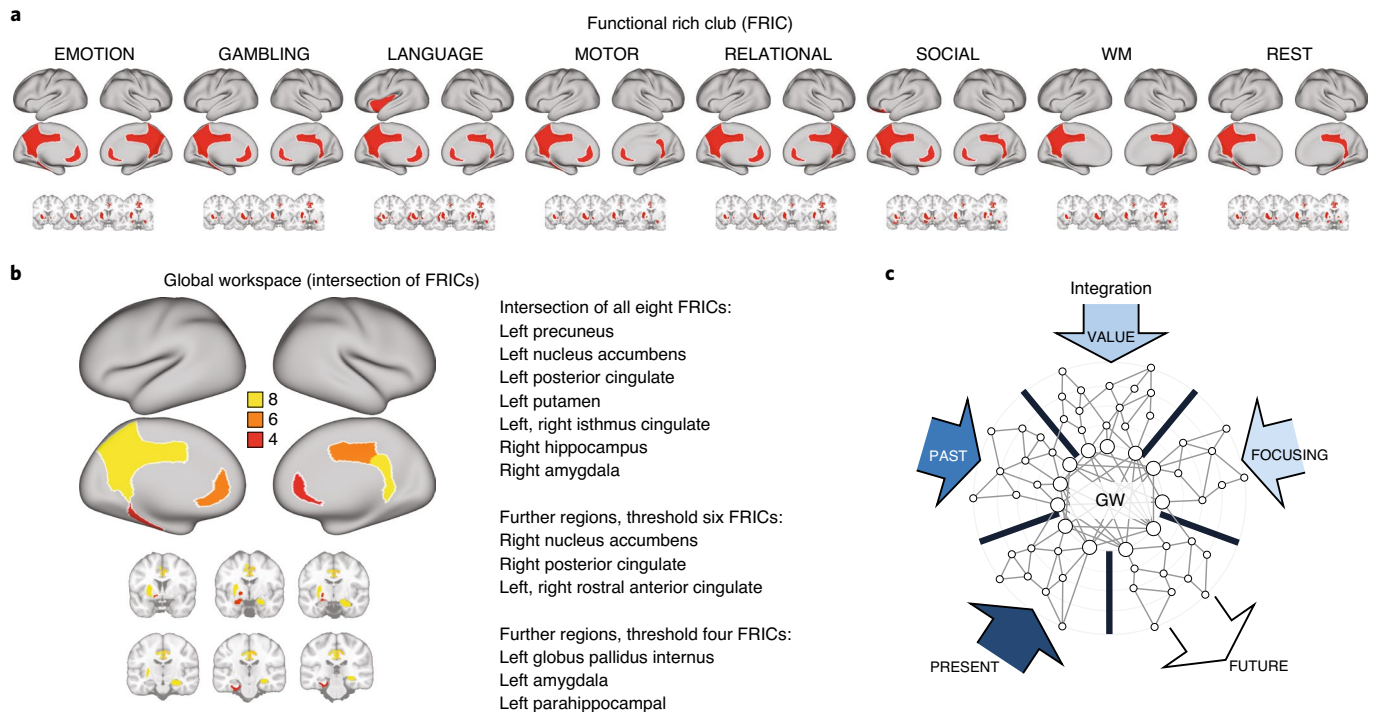 a
Functional rich club (FRIC)
EMOTION GAMBLING LANGUAGE MOTOR RELATIONAL SOCIAL WM REST
b
Global workspace (intersection of FRICs)
8
6
4
Intersection of all eight FRICs:
Left precuneus
Left nucleus accumbens
Left posterior cingulate
Left putamen
Left, right isthmus cingulate
Right hippocampus
Right amygdala
Further regions, threshold six FRICs:
Right nucleus accumbens
Right posterior cingulate
Left, right rostral anterior cingulate
Further regions, threshold four FRICs:
Left globus pallidus internus
Left amygdala
Left parahippocampal
c
Integration
VALUE
PAST
FOCUSING
GW
PRESENT
FUTURE